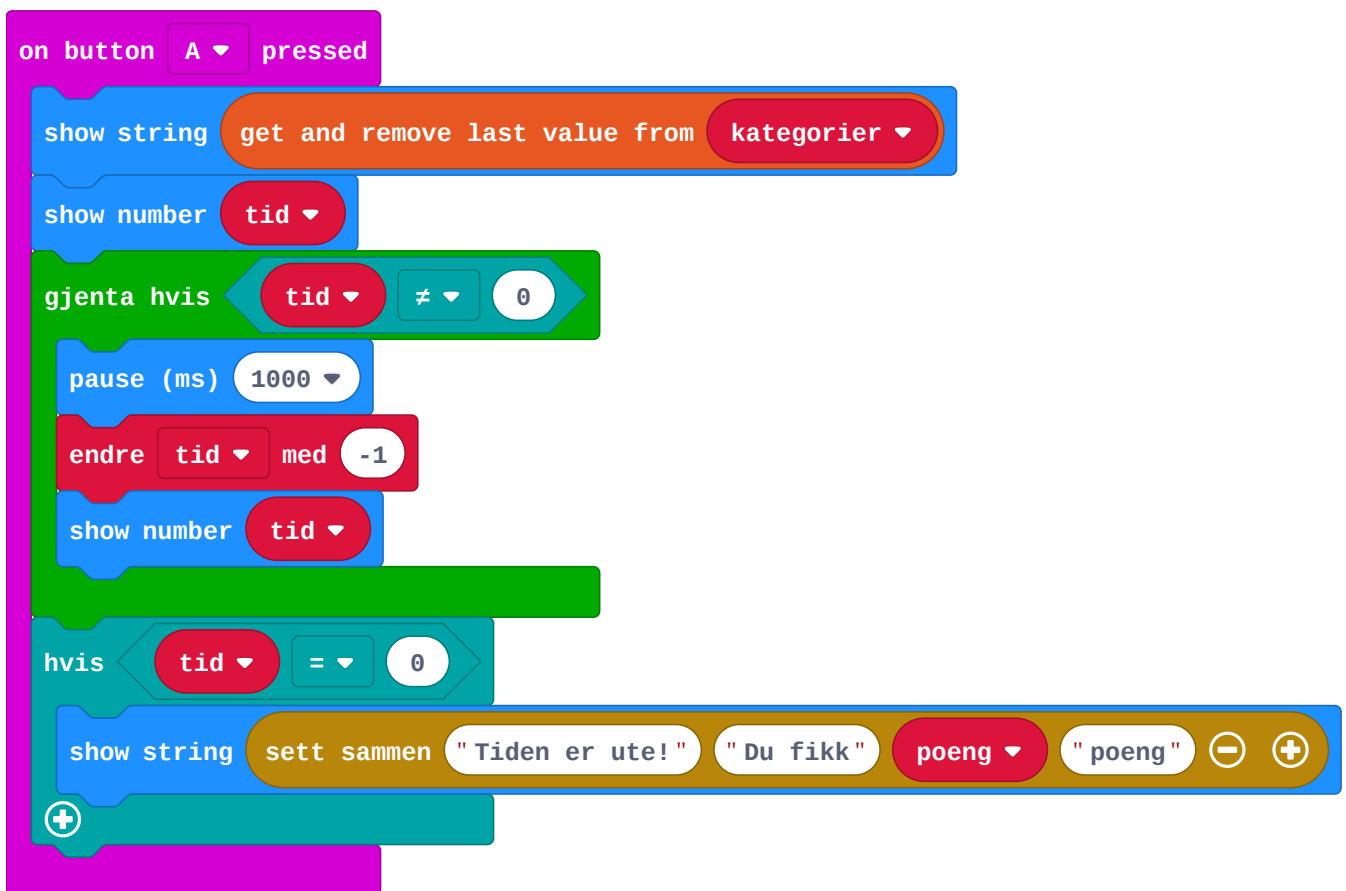 on button A pressed
show string get and remove last value from kategorier
show number tid
gjenta hvis tid ≠ 0
pause (ms) 1000
endre tid med -1
show number tid
hvis tid = 0
show string sett sammen "Tiden er ute!" "Du fikk" poeng "poeng"